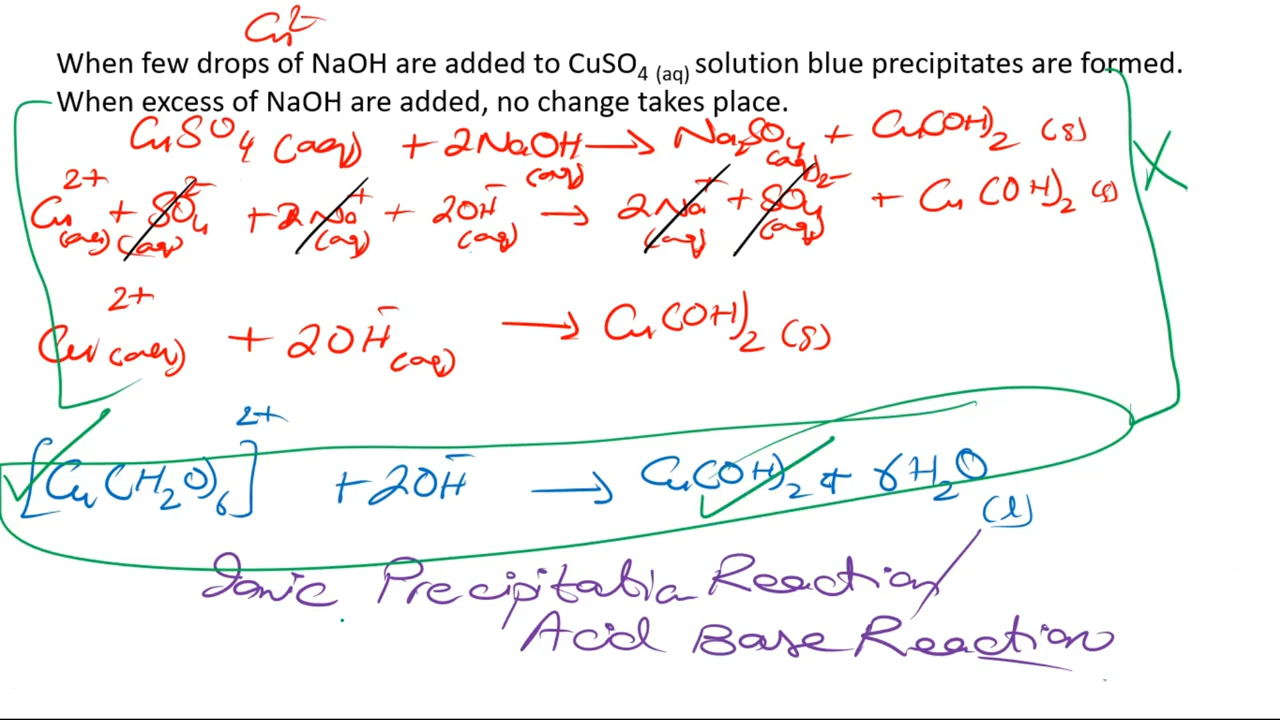 Cu²⁻
When few drops of NaOH are added to CuSO₄ (aq) solution blue precipitates are formed.
When excess of NaOH are added, no change takes place.
CuSO₄ (aq) + 2NaOH (aq) → Na₂SO₄ (aq) + Cu(OH)₂ (s)
Cu²⁺ (aq) + SO₄²⁻ (aq) + 2Na⁺ (aq) + 2OH⁻ (aq) → 2Na⁺ (aq) + SO₄²⁻ (aq) + Cu(OH)₂ (s)
Cu²⁺ (aq) + 2OH⁻ (aq) → Cu(OH)₂ (s)
[Cu(H₂O)₆]²⁺ + 2OH⁻ → Cu(OH)₂ + 6H₂O (l)
Ionic Precipitatia Reaction/
Acid Base Reaction